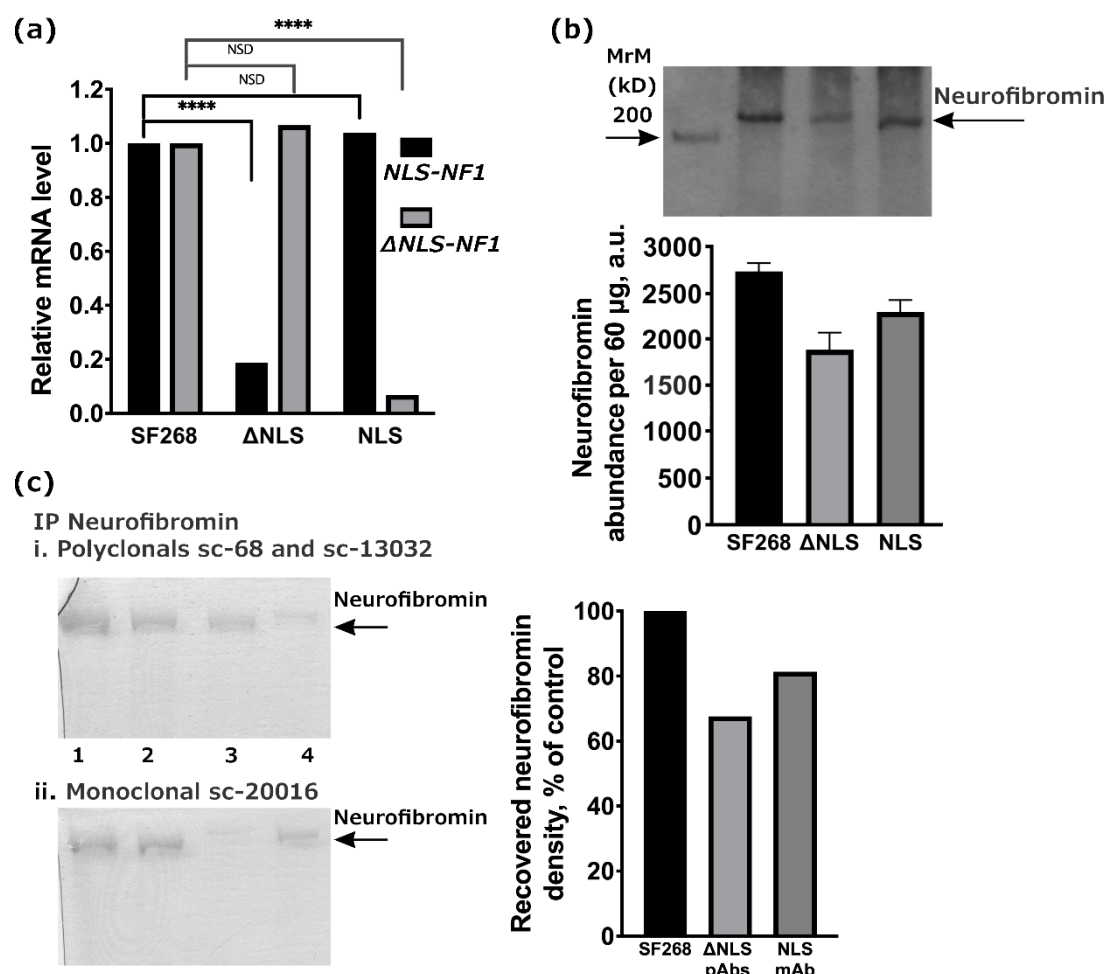 (a)
****
NSD
NSD
****
1.2
1.0
0.8
0.6
0.4
0.2
0.0
Relative mRNA level
SF268 ΔNLS NLS
NLS-NF1
ΔNLS-NF1
(b)
MrM
(kD)
200
Neurofibromin
3000
2500
2000
1500
1000
500
0
Neurofibromin
abundance per 60 µg, a.u.
SF268 ΔNLS NLS
(c)
IP Neurofibromin
i. Polyclonals sc-68 and sc-13032
Neurofibromin
1 2 3 4
ii. Monoclonal sc-20016
Neurofibromin
100
80
60
40
20
0
Recovered neurofibromin
density, % of control
SF268 ΔNLS NLS
pAbs mAb